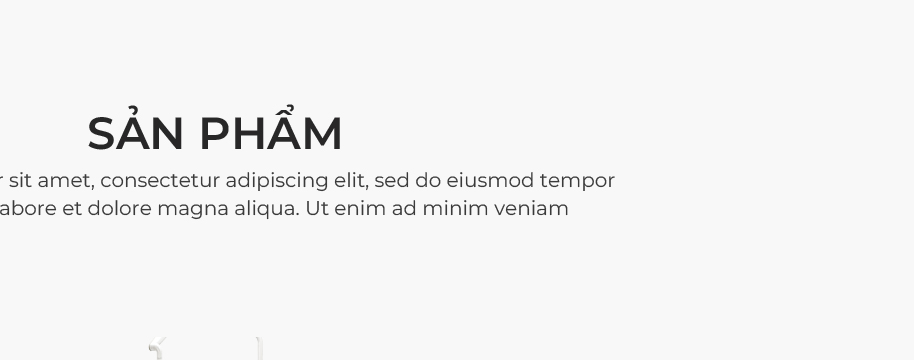 SẢN PHẨM
sit amet, consectetur adipiscing elit, sed do eiusmod tempor
et dolore magna aliqua. Ut enim ad minim veniam